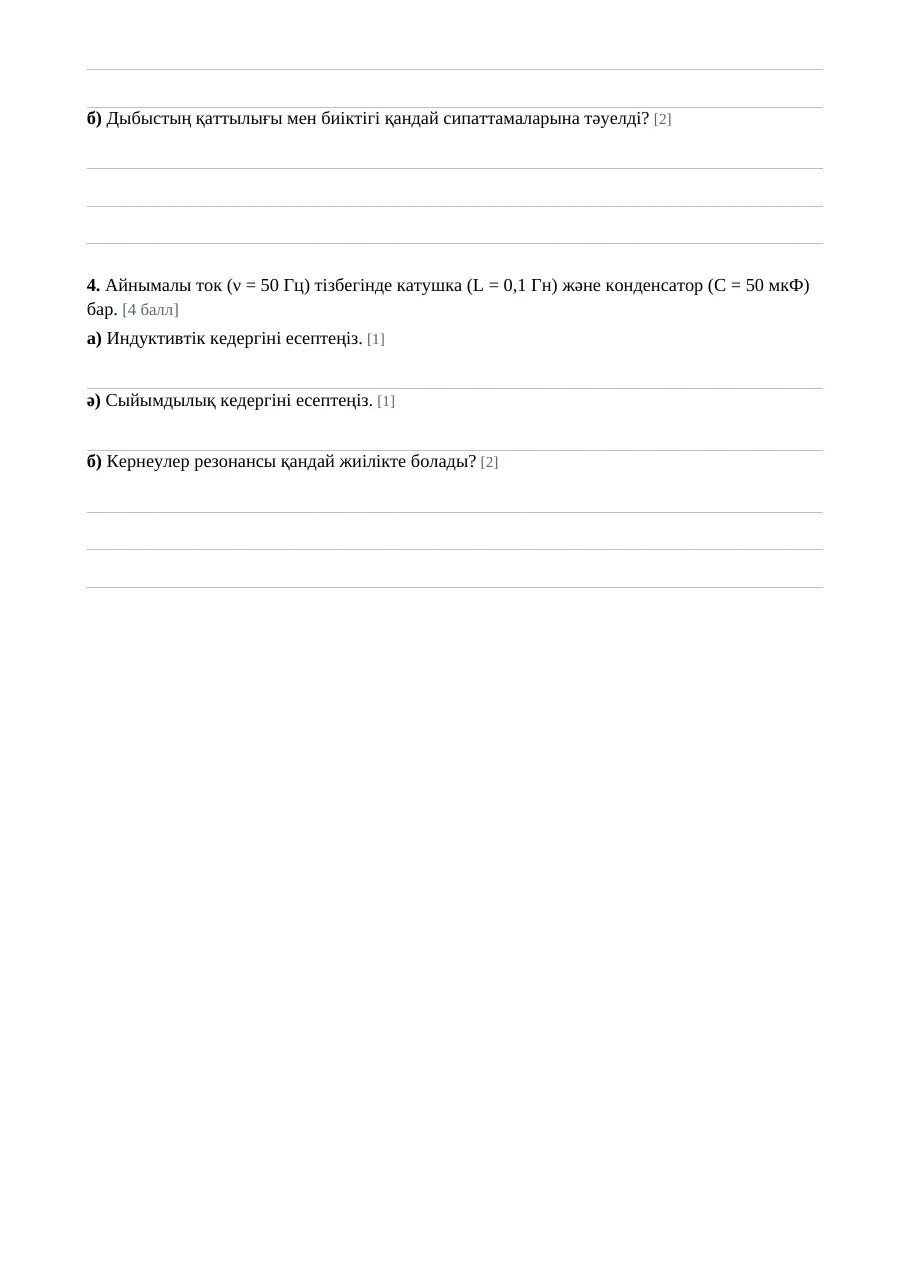 б) Дыбыстың қаттылығы мен биіктігі қандай сипаттамаларына тәуелді? [2]
4. Айнымалы ток (ν = 50 Гц) тізбегінде катушка (L = 0,1 Гн) және конденсатор (C = 50 мкФ)
бар. [4 балл]
а) Индуктивтік кедергіні есептеңіз. [1]
ә) Сыйымдылық кедергіні есептеңіз. [1]
б) Кернеулер резонансы қандай жиілікте болады? [2]